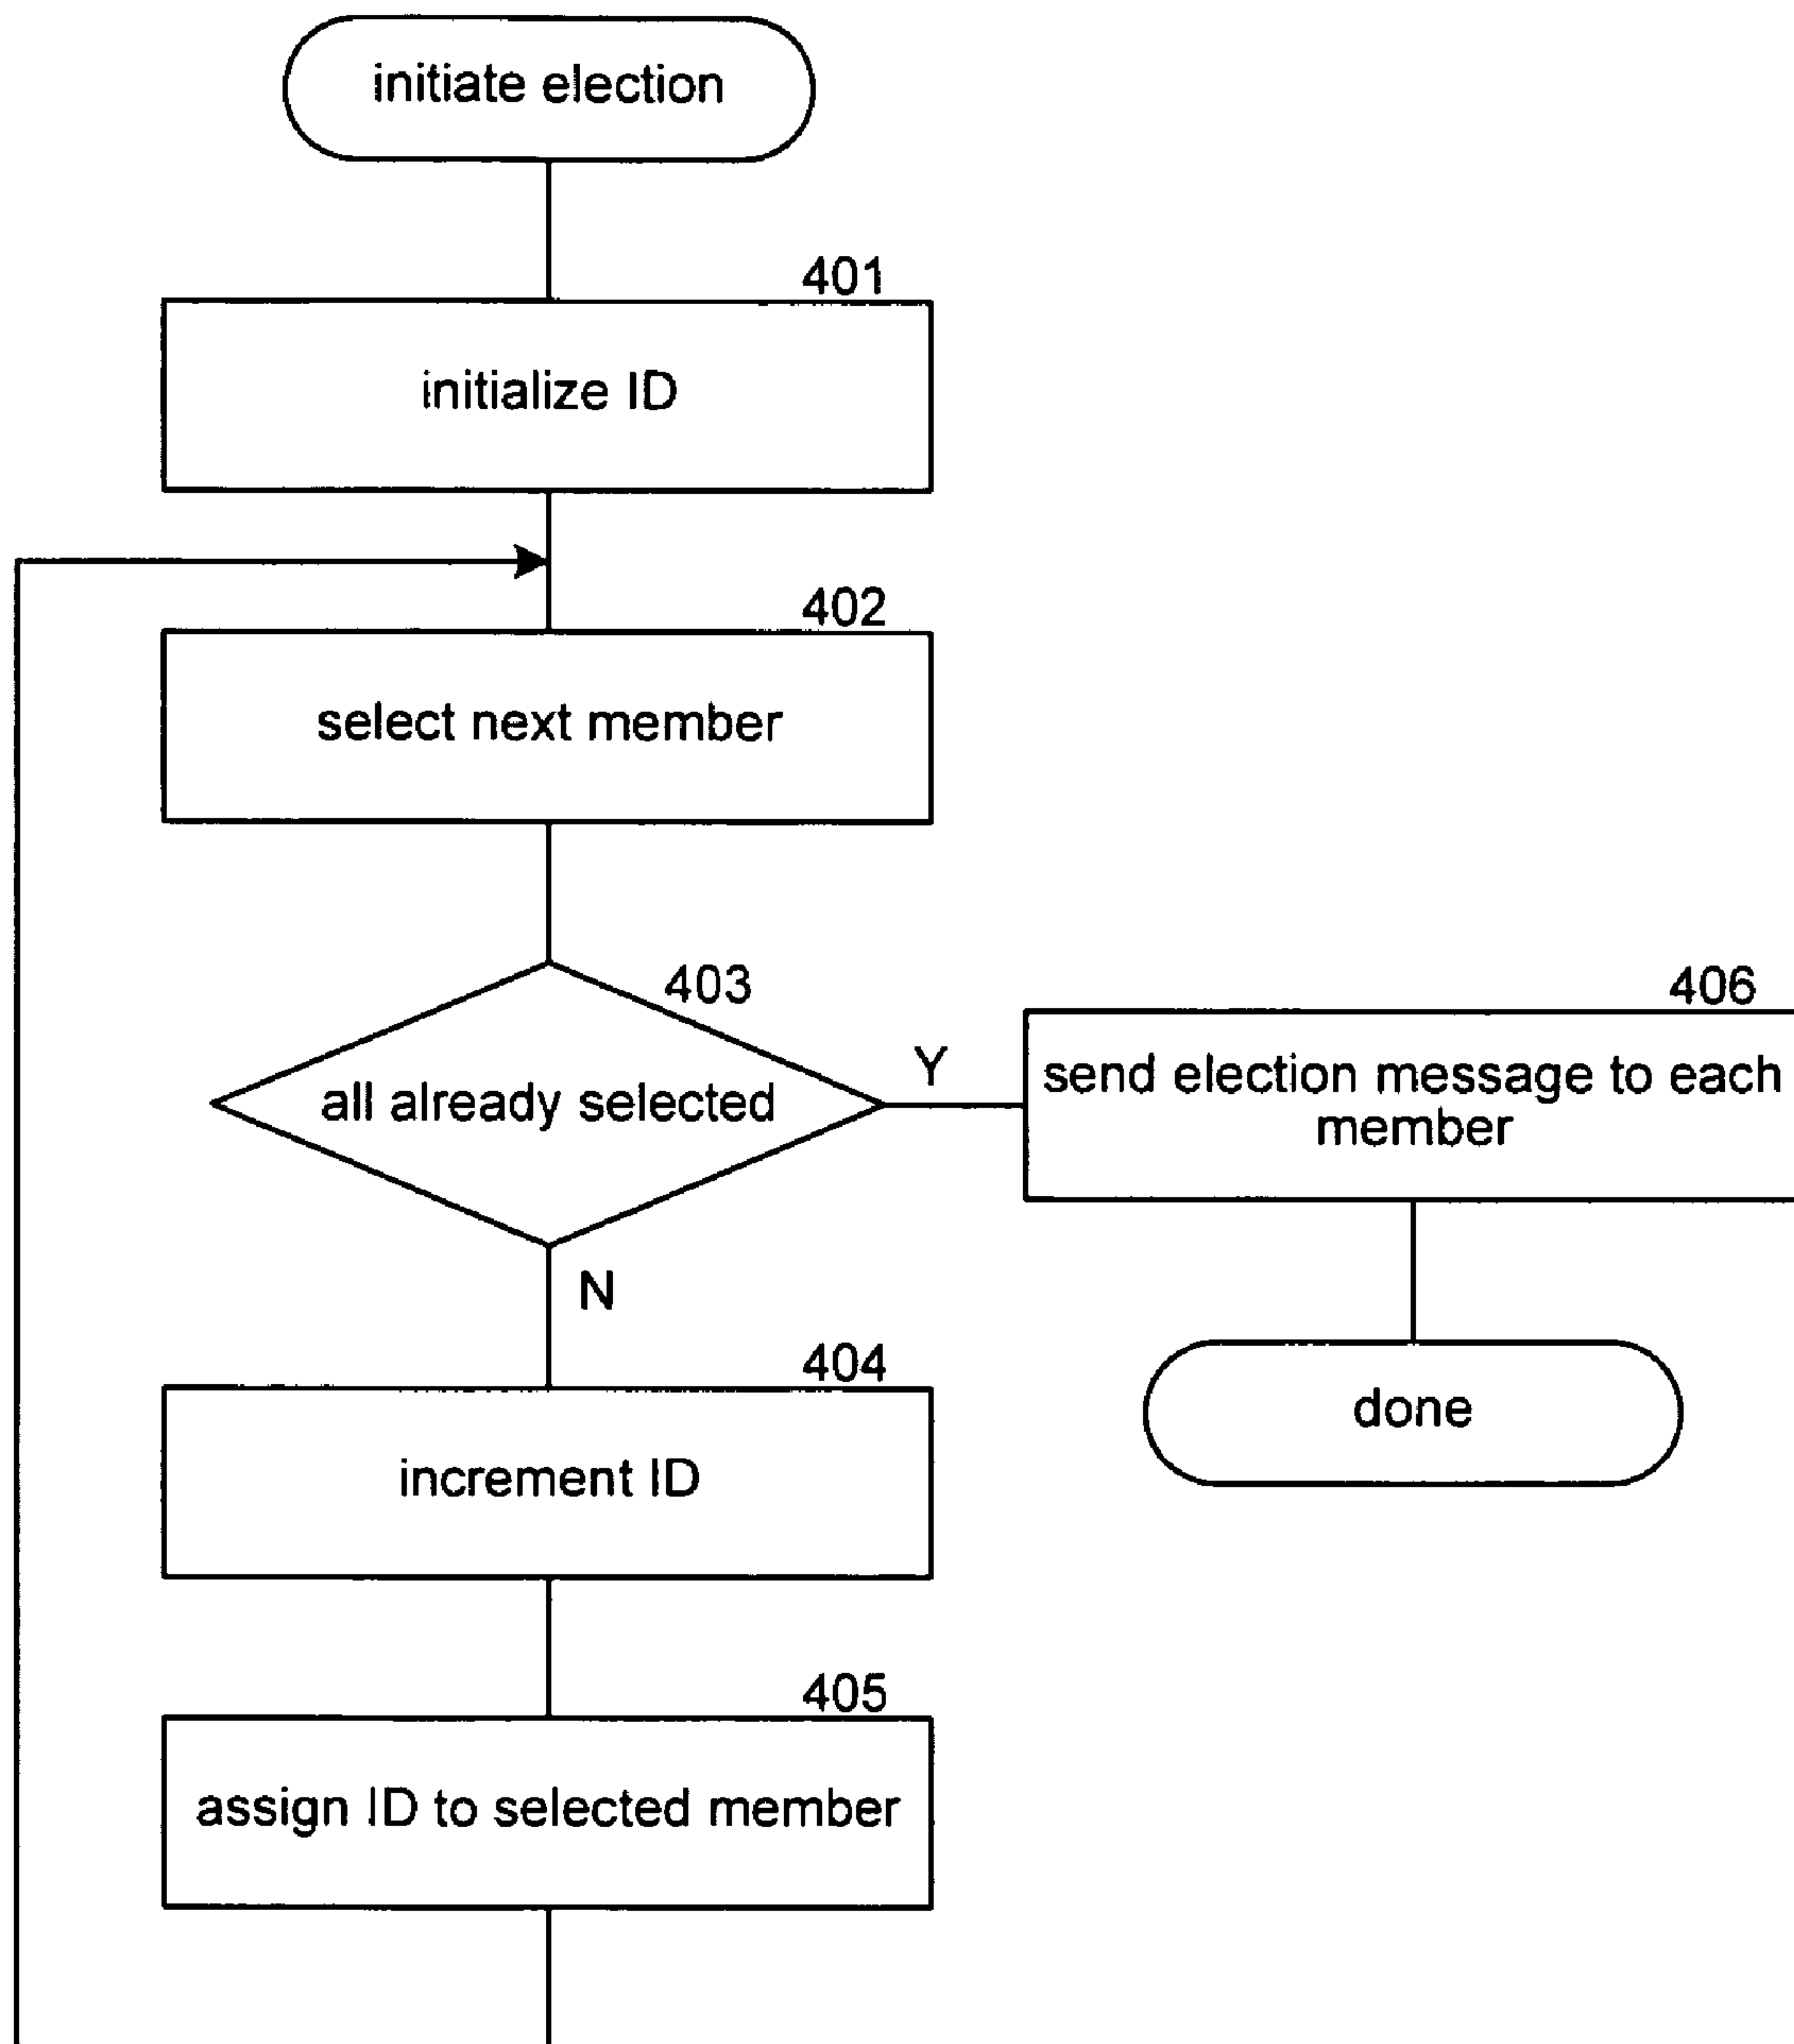 initiate election
401
initialize ID
402
select next member
403
all already selected
Y
406
send election message to each
member
N
404
increment ID
done
405
assign ID to selected member